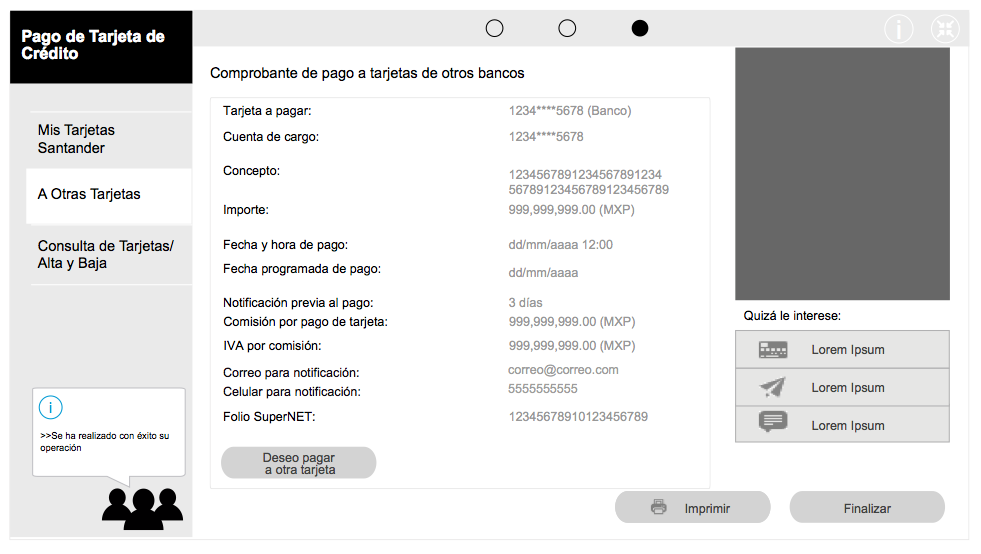 Pago de Tarjeta de
Crédito
i
Comprobante de pago a tarjetas de otros bancos
Mis Tarjetas
Santander
A Otras Tarjetas
Consulta de Tarjetas/
Alta y Baja
i
>>Se ha realizado con éxito su
operación
Tarjeta a pagar: 1234****5678 (Banco)
Cuenta de cargo: 1234****5678
Concepto: 1234567891234567891234
56789123456789123456789
Importe: 999,999,999.00 (MXP)
Fecha y hora de pago: dd/mm/aaaa 12:00
Fecha programada de pago: dd/mm/aaaa
Notificación previa al pago: 3 días
Comisión por pago de tarjeta: 999,999,999.00 (MXP)
IVA por comisión: 999,999,999.00 (MXP)
Correo para notificación: correo@correo.com
Celular para notificación: 5555555555
Folio SuperNET: 12345678910123456789
Deseo pagar
a otra tarjeta
Quizá le interese:
Lorem Ipsum
Lorem Ipsum
Lorem Ipsum
Imprimir
Finalizar